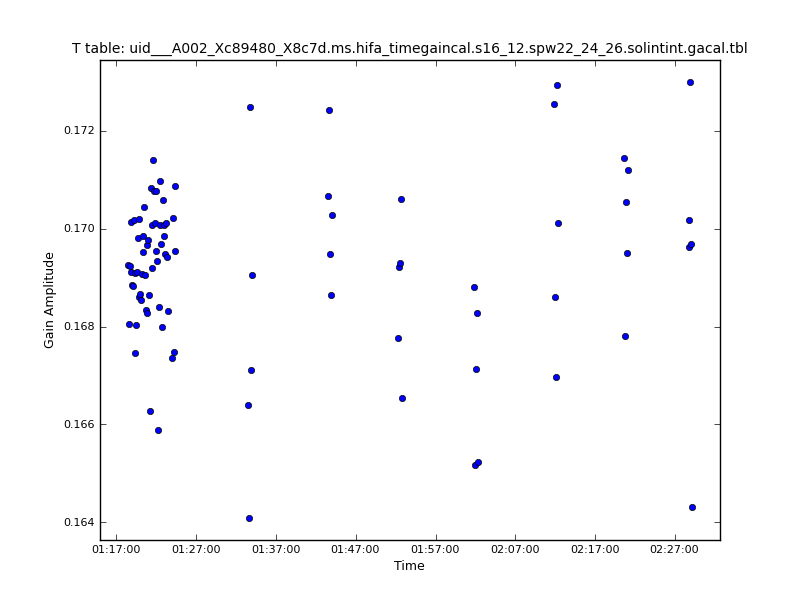 T table: uid___A002_Xc89480_X8c7d.ms.hifa_timegaincal.s16_12.spw22_24_26.solintint.gacal.tbl
0.172
0.170
0.168
0.166
0.164
Gain Amplitude
01:17:00 01:27:00 01:37:00 01:47:00 01:57:00 02:07:00 02:17:00 02:27:00
Time